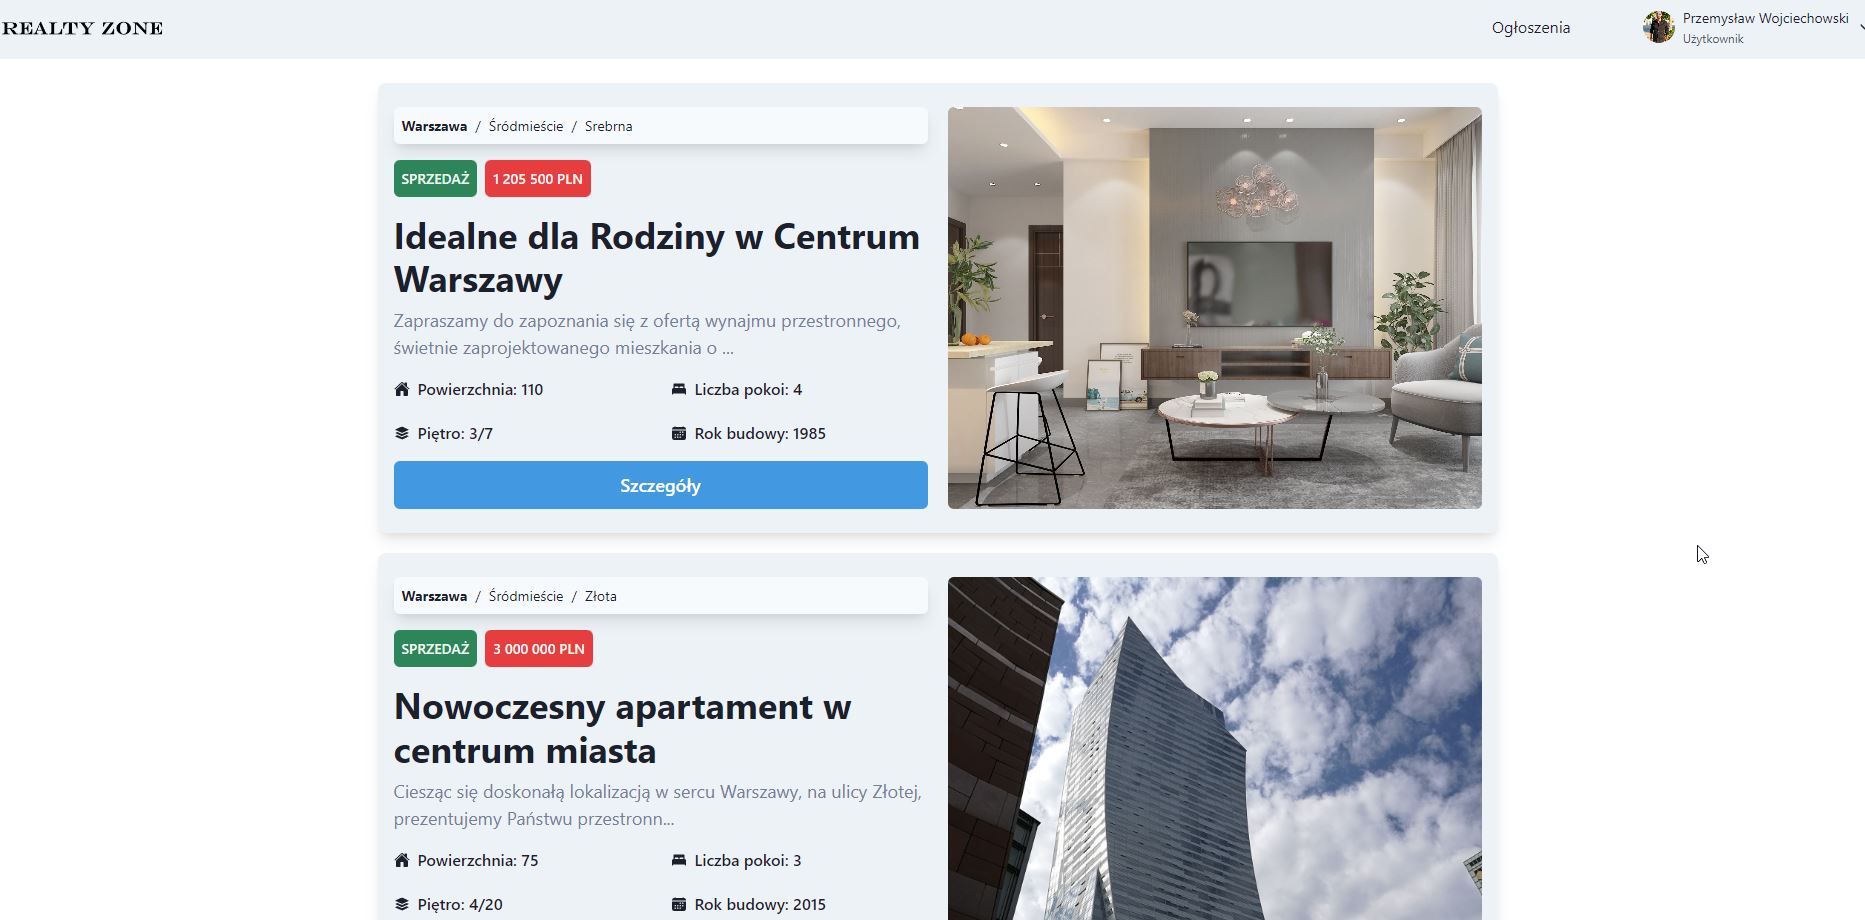 REALTY ZONE
Ogłoszenia
Przemysław Wojciechowski
Użytkownik
Warszawa / Śródmieście / Srebrna
SPRZEDAŻ 1 205 500 PLN
Idealne dla Rodziny w Centrum
Warszawy
Zapraszamy do zapoznania się z ofertą wynajmu przestronnego,
świetnie zaprojektowanego mieszkania o ...
Powierzchnia: 110 Liczba pokoi: 4
Piętro: 3/7 Rok budowy: 1985
Szczegóły
Warszawa / Śródmieście / Złota
SPRZEDAŻ 3 000 000 PLN
Nowoczesny apartament w
centrum miasta
Ciesząc się doskonałą lokalizacją w sercu Warszawy, na ulicy Złotej,
prezentujemy Państwu przestronn...
Powierzchnia: 75 Liczba pokoi: 3
Piętro: 4/20 Rok budowy: 2015